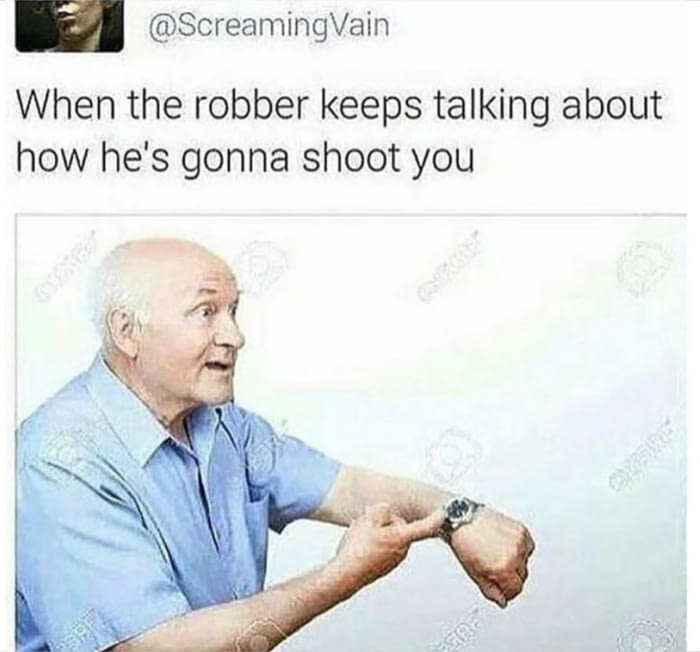 @ScreamingVain
When the robber keeps talking about
how he's gonna shoot you